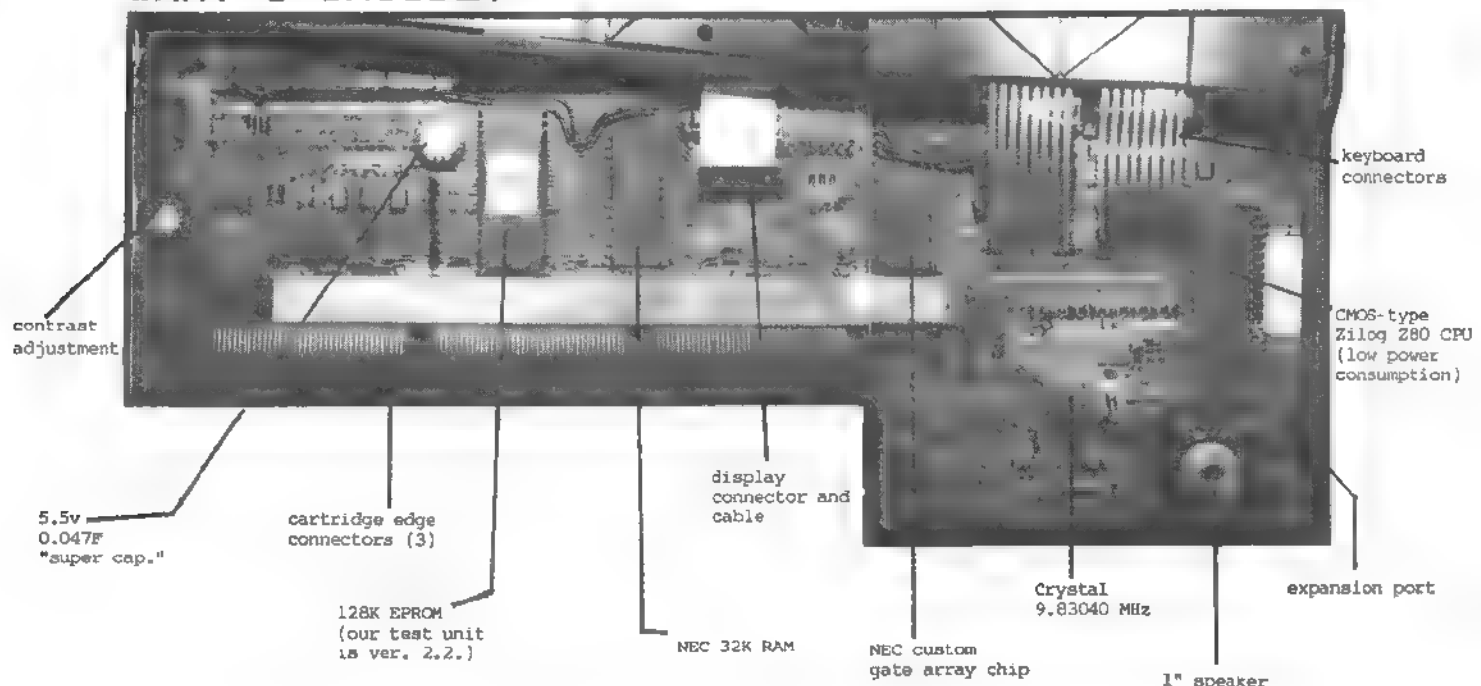 keyboard
connectors
contrast
adjustment
CMOS-type
Zilog Z80 CPU
(low power
consumption)
5.5v
0.047F
"super cap."
cartridge edge
connectors (3)
display
connector and
cable
128K EPROM
(our test unit
is ver. 2.2.)
NEC 32K RAM
NEC custom
gate array chip
Crystal
9.83040 MHz
1" speaker
expansion port